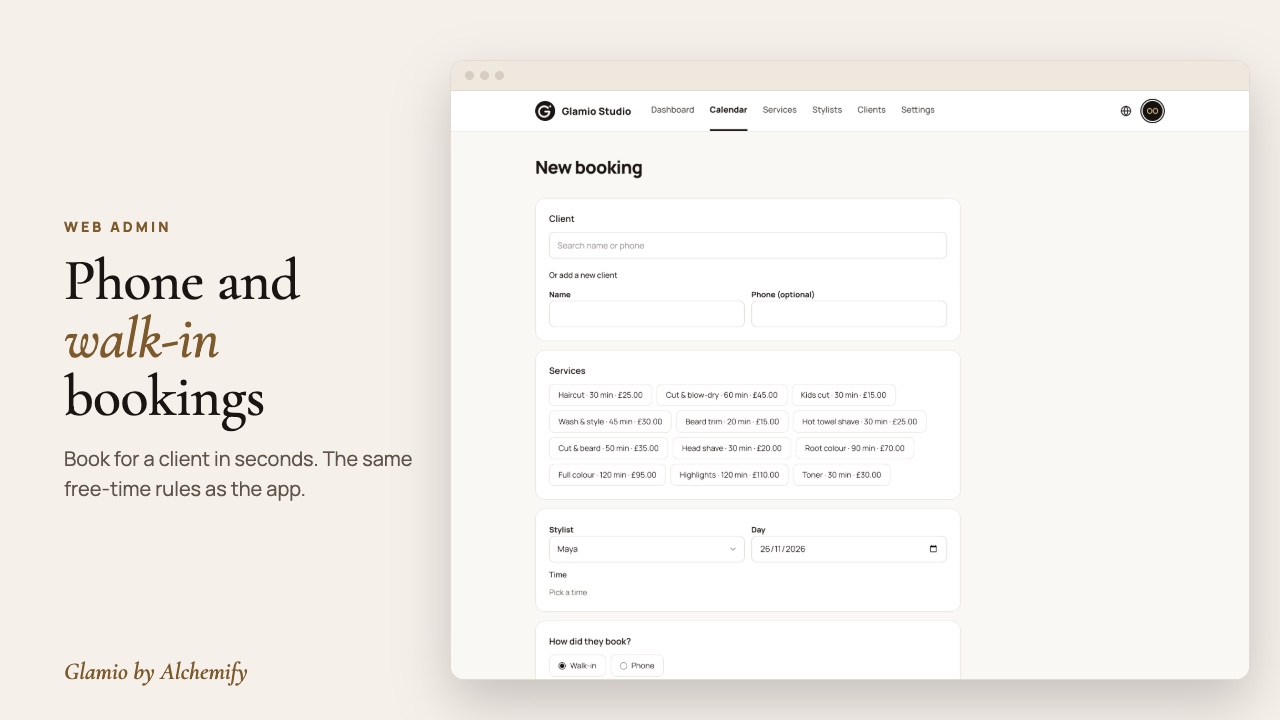 WEB ADMIN
Phone and
walk-in
bookings
Book for a client in seconds. The same
free-time rules as the app.
Glamio by Alchemify
Glamio Studio Dashboard Calendar Services Stylists Clients Settings OO
New booking
Client
Search name or phone
Or add a new client
Name Phone (optional)
Services
Haircut · 30 min · £25.00 Cut & blow-dry · 60 min · £45.00 Kids cut · 30 min · £15.00
Wash & style · 45 min · £30.00 Beard trim · 20 min · £15.00 Hot towel shave · 30 min · £25.00
Cut & beard · 50 min · £35.00 Head shave · 30 min · £20.00 Root colour · 90 min · £70.00
Full colour · 120 min · £95.00 Highlights · 120 min · £110.00 Toner · 30 min · £30.00
Stylist Day
Maya 26/11/2026
Time
Pick a time
How did they book?
Walk-in Phone